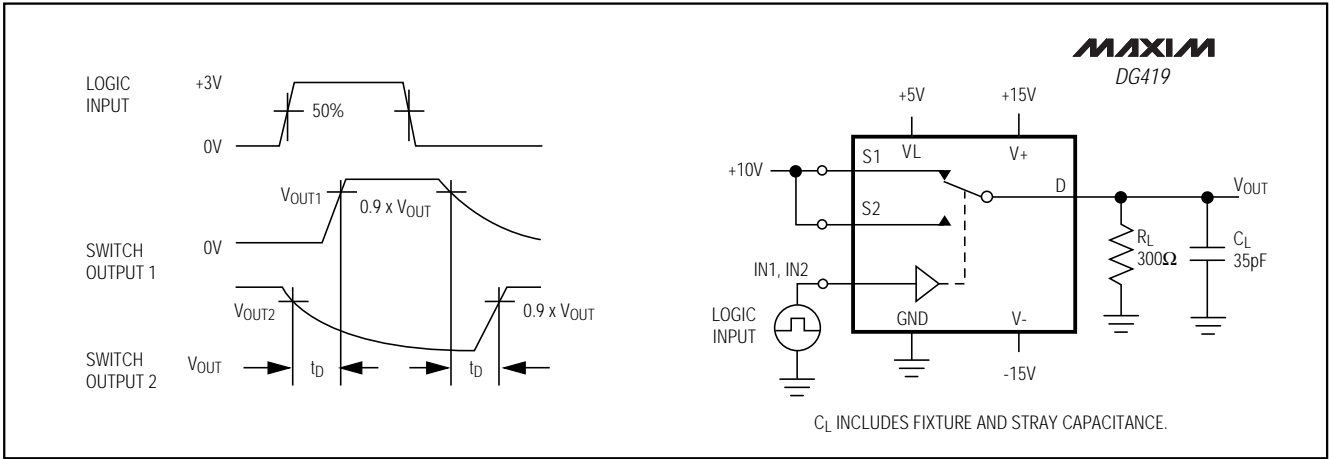 LOGIC
INPUT
+3V
50%
0V
VOUT1
0.9 x VOUT
SWITCH
OUTPUT 1
0V
VOUT2
0.9 x VOUT
SWITCH
OUTPUT 2
VOUT
tD
tD
MAXIM
DG419
+5V
+15V
+10V
S1
VL
V+
D
VOUT
S2
RL
300Ω
CL
35pF
IN1, IN2
LOGIC
INPUT
GND
V-
-15V
CL INCLUDES FIXTURE AND STRAY CAPACITANCE.